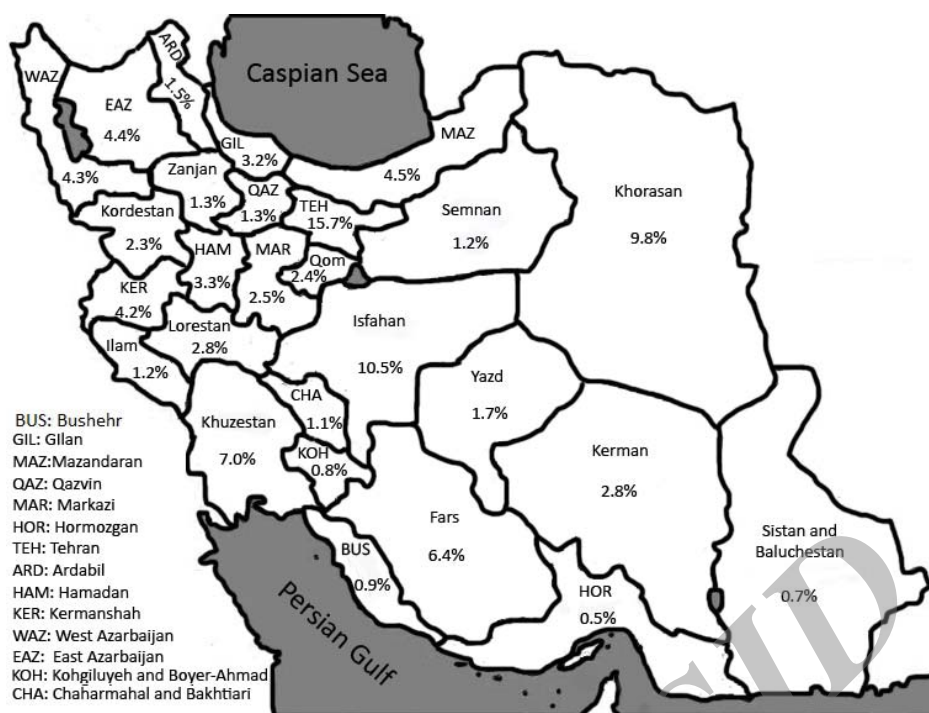 Caspian Sea
ARD
1.5%
WAZ
4.3%
EAZ
4.4%
GIL
3.2%
MAZ
4.5%
Zanjan
1.3%
QAZ
1.3%
TEH
15.7%
Semnan
1.2%
Khorasan
9.8%
Kordestan
2.3%
HAM
3.3%
MAR
2.5%
Qom
2.4%
KER
4.2%
Lorestan
2.8%
Isfahan
10.5%
Ilam
1.2%
Yazd
1.7%
CHA
1.1%
Khuzestan
7.0%
KOH
0.8%
Kerman
2.8%
Fars
6.4%
BUS
0.9%
HOR
0.5%
Sistan and
Baluchestan
0.7%
Persian Gulf
BUS: Bushehr
GIL: GIlan
MAZ:Mazandaran
QAZ: Qazvin
MAR: Markazi
HOR: Hormozgan
TEH: Tehran
ARD: Ardabil
HAM: Hamadan
KER: Kermanshah
WAZ: West Azarbaijan
EAZ: East Azarbaijan
KOH: Kohgiluyeh and Boyer-Ahmad
CHA: Chaharmahal and Bakhtiari